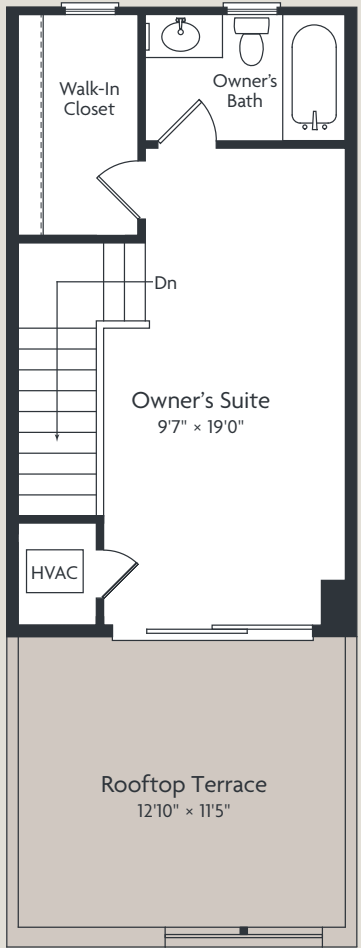 Walk-In
Closet
Owner's
Bath
Dn
Owner's Suite
9'7" × 19'0"
HVAC
Rooftop Terrace
12'10" × 11'5"